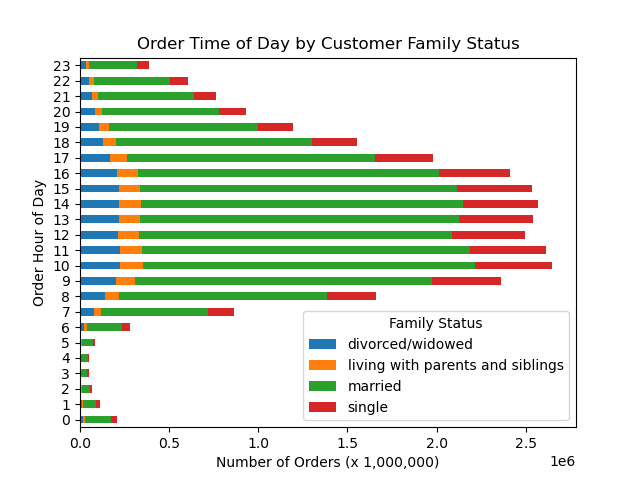 Order Time of Day by Customer Family Status
Order Hour of Day
23
22
21
20
19
18
17
16
15
14
13
12
11
10
9
8
7
6
5
4
3
2
1
0
Family Status
divorced/widowed
living with parents and siblings
married
single
0.0 0.5 1.0 1.5 2.0 2.5
1e6
Number of Orders (x 1,000,000)